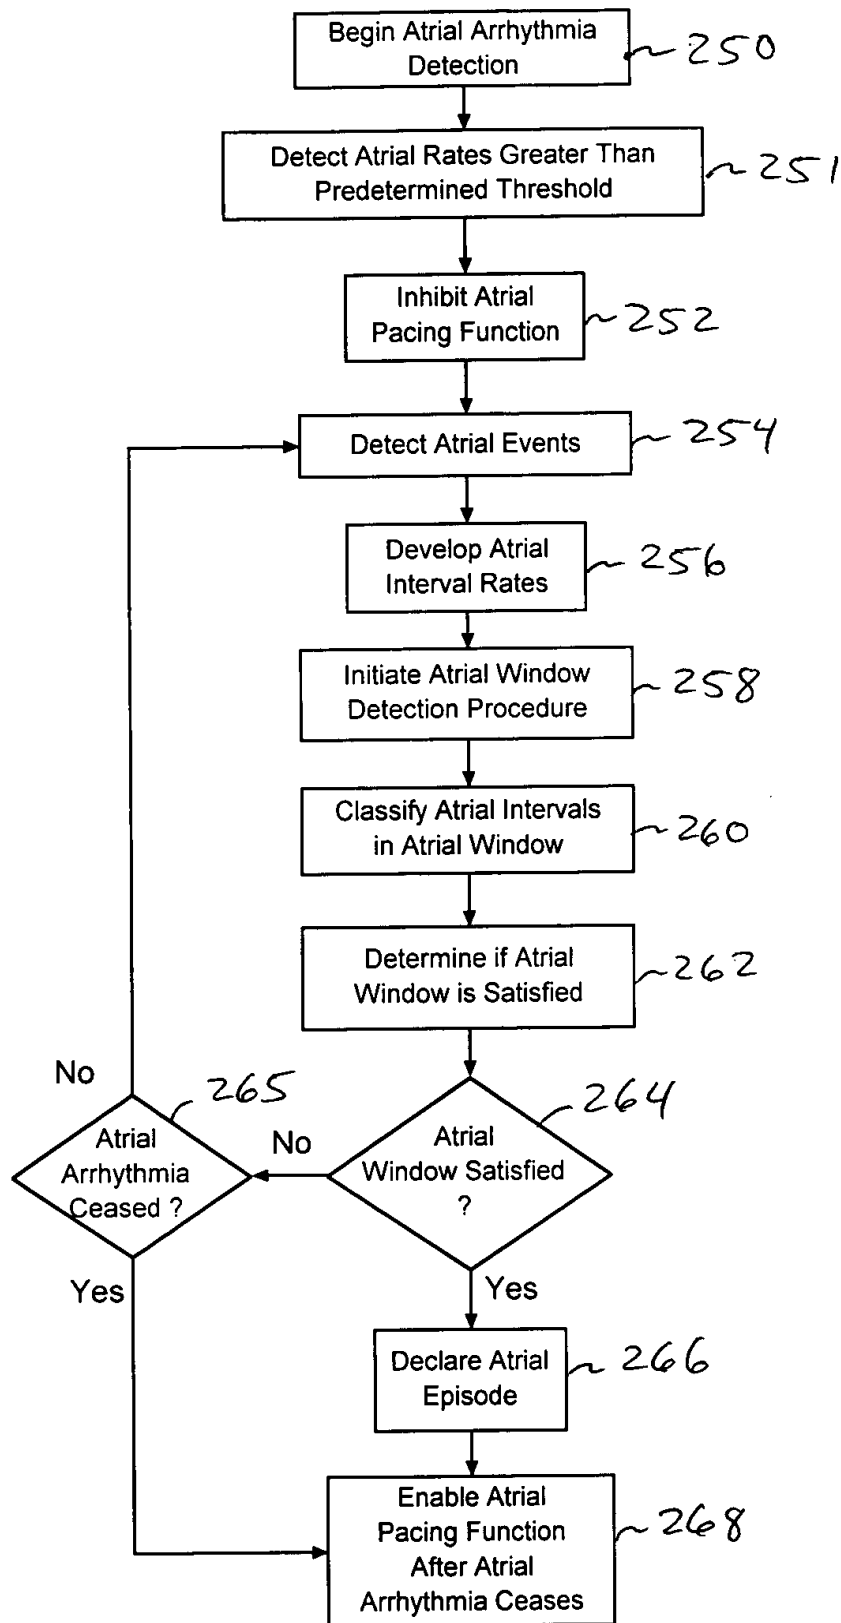 Begin Atrial Arrhythmia
Detection
250
Detect Atrial Rates Greater Than
Predetermined Threshold
251
Inhibit Atrial
Pacing Function
252
Detect Atrial Events
254
Develop Atrial
Interval Rates
256
Initiate Atrial Window
Detection Procedure
258
Classify Atrial Intervals
in Atrial Window
260
Determine if Atrial
Window is Satisfied
262
No
265
Atrial
Arrhythmia
Ceased ?
No
264
Atrial
Window Satisfied
?
Yes
Yes
Declare Atrial
Episode
266
Enable Atrial
Pacing Function
After Atrial
Arrhythmia Ceases
268